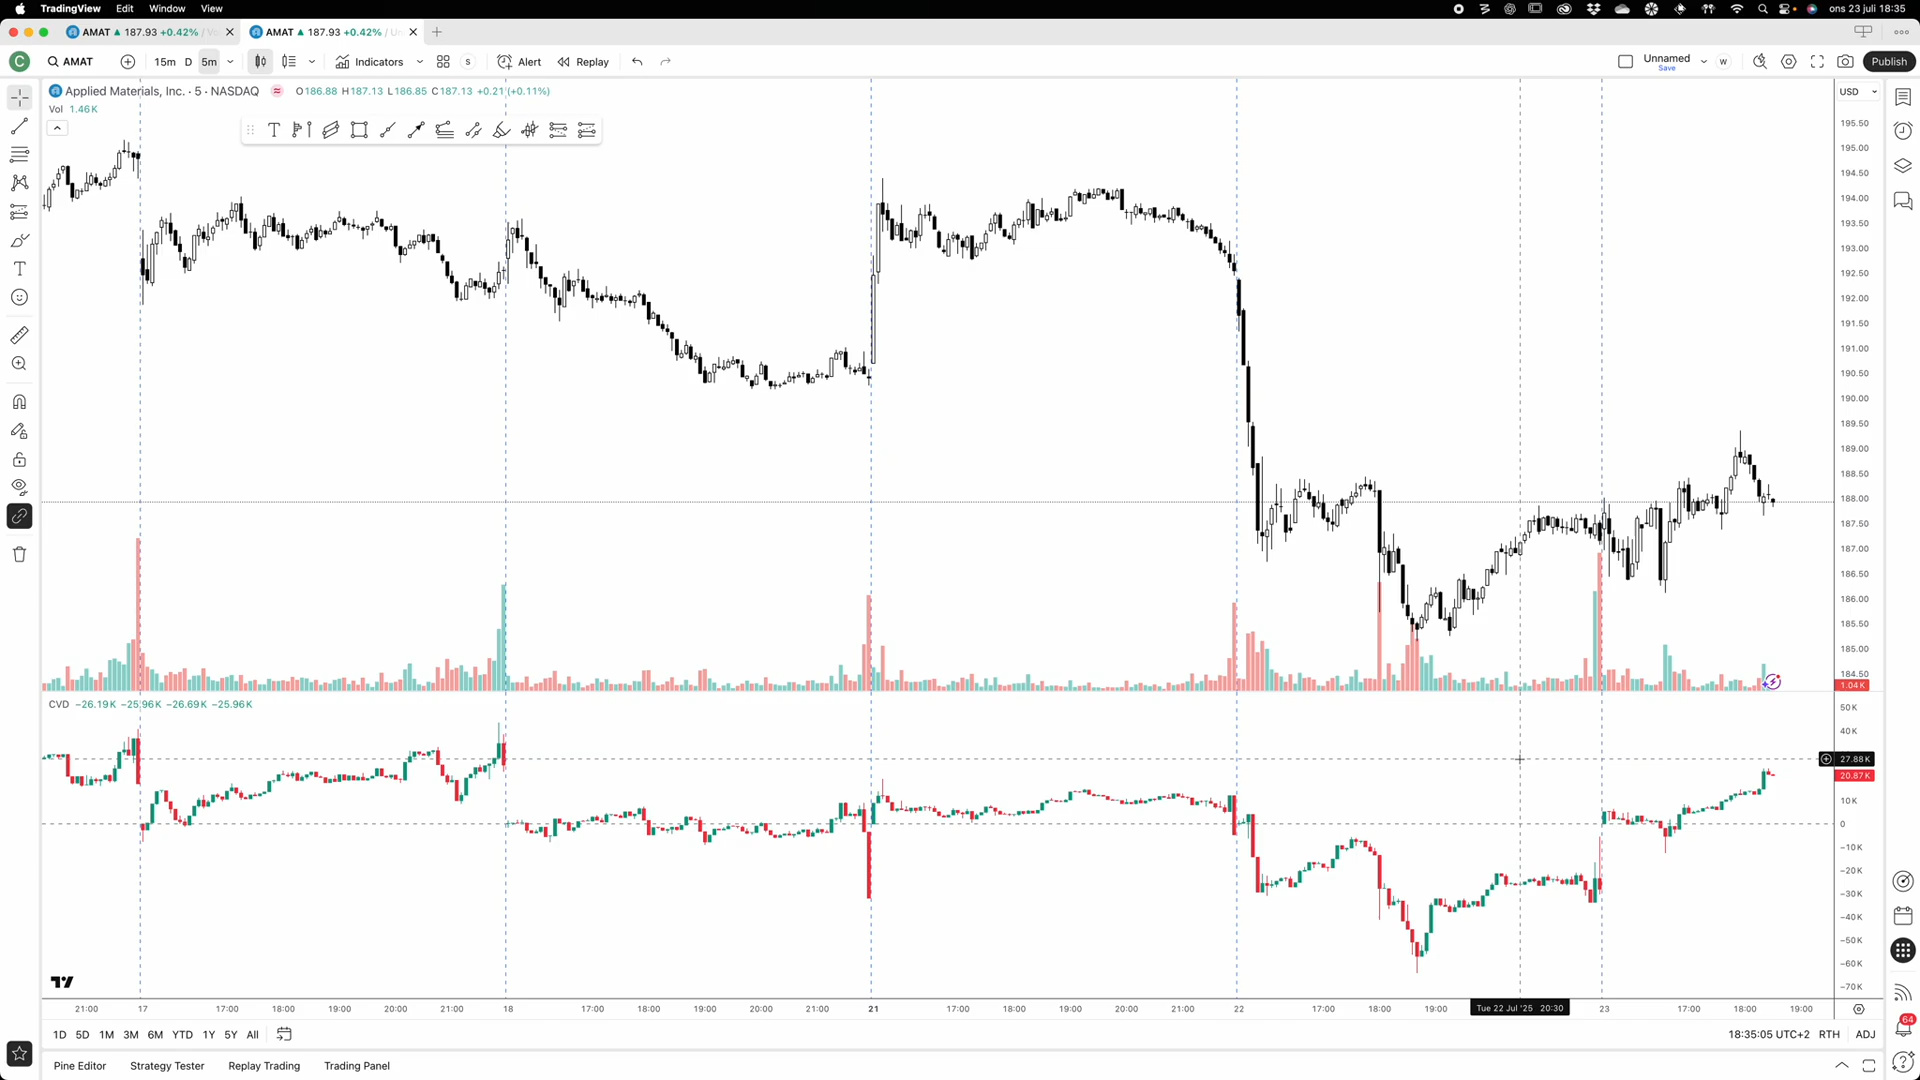 TradingView Edit Window View ons 23 juli 18:35
AMAT ▲ 187.93 +0.42% / AMAT ▲ 187.93 +0.42% / Un
C AMAT 15m D 5m Indicators S Alert Replay Unnamed Save W Publish
Applied Materials, Inc. · 5 · NASDAQ O186.88 H187.13 L186.85 C187.13 +0.21 (+0.11%) USD
Vol 1.46K
195.50
195.00
194.50
194.00
193.50
193.00
192.50
192.00
191.50
191.00
190.50
190.00
189.50
189.00
188.50
188.00
187.50
187.00
186.50
186.00
185.50
185.00
184.50
1.04K
CVD −26.19K −25.96K −26.69K −25.96K
50K
40K
27.88K
20.87K
10K
0
−10K
−20K
−30K
−40K
−50K
−60K
−70K
21:00 17 17:00 18:00 19:00 20:00 21:00 18 17:00 18:00 19:00 20:00 21:00 21 17:00 18:00 19:00 20:00 21:00 22 17:00 18:00 19:00 Tue 22 Jul '25 20:30 23 17:00 18:00 19:00
1D 5D 1M 3M 6M YTD 1Y 5Y All 18:35:05 UTC+2 RTH ADJ
64
Pine Editor Strategy Tester Replay Trading Trading Panel